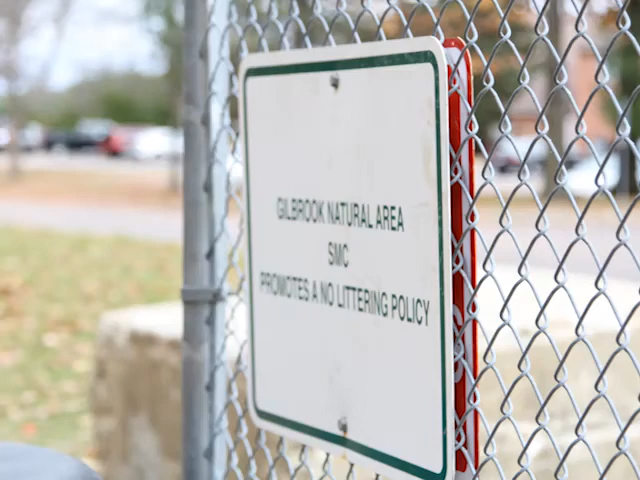 GILBROOK NATURAL AREA
SMC
PROMOTES A NO LITTERING POLICY